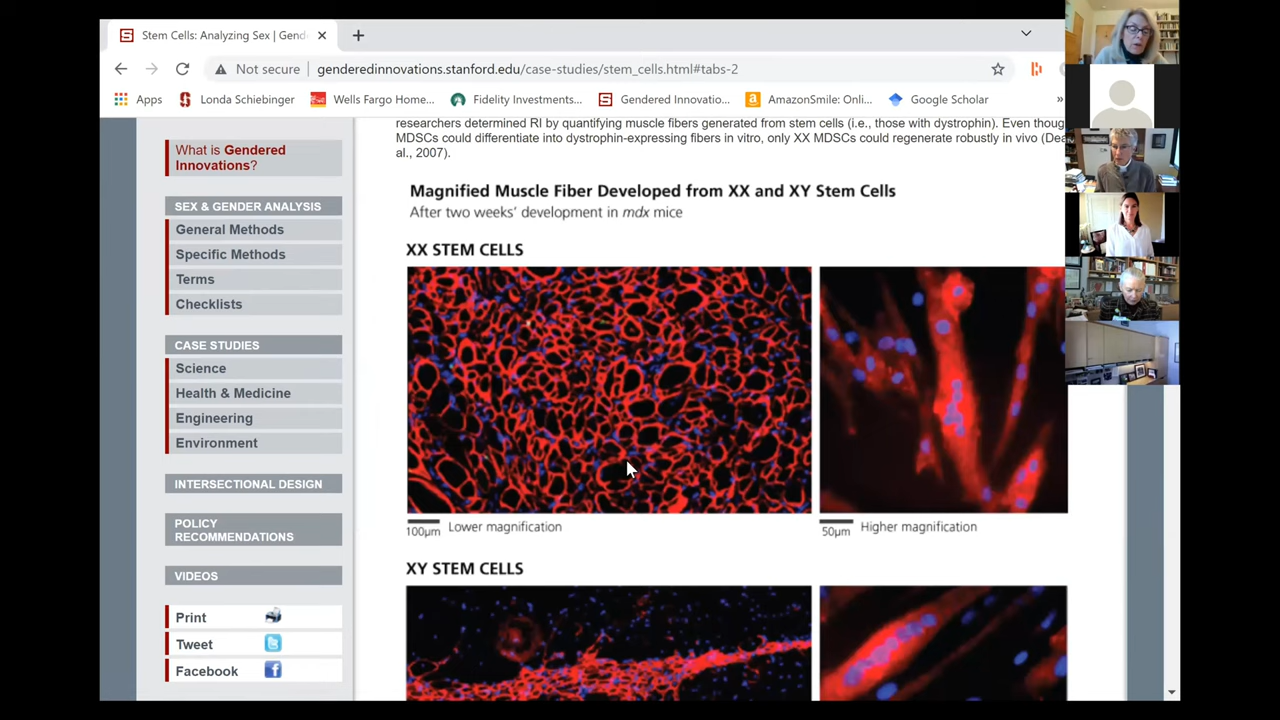 Stem Cells: Analyzing Sex | Gend
Not secure
genderedinnovations.stanford.edu/case-studies/stem_cells.html#tabs-2
Apps
Londa Schiebinger
Wells Fargo Home...
Fidelity Investments...
Gendered Innovatio...
AmazonSmile: Onli...
Google Scholar
»
What is Gendered
Innovations?
SEX & GENDER ANALYSIS
General Methods
Specific Methods
Terms
Checklists
CASE STUDIES
Science
Health & Medicine
Engineering
Environment
INTERSECTIONAL DESIGN
POLICY
RECOMMENDATIONS
VIDEOS
Print
Tweet
Facebook
researchers determined RI by quantifying muscle fibers generated from stem cells (i.e., those with dystrophin). Even thoug
MDSCs could differentiate into dystrophin-expressing fibers in vitro, only XX MDSCs could regenerate robustly in vivo (Dea
al., 2007).
Magnified Muscle Fiber Developed from XX and XY Stem Cells
After two weeks' development in mdx mice
XX STEM CELLS
100µm
Lower magnification
50µm
Higher magnification
XY STEM CELLS